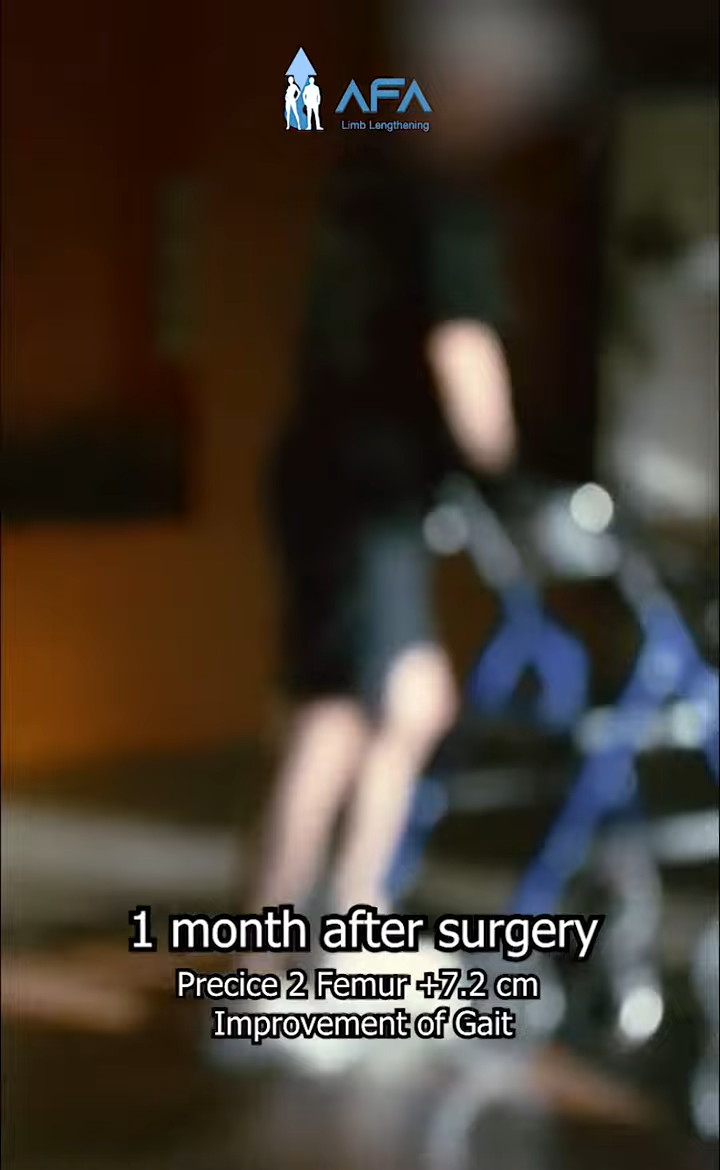 AFA
Limb Lengthening
1 month after surgery
Precice 2 Femur +7.2 cm
Improvement of Gait